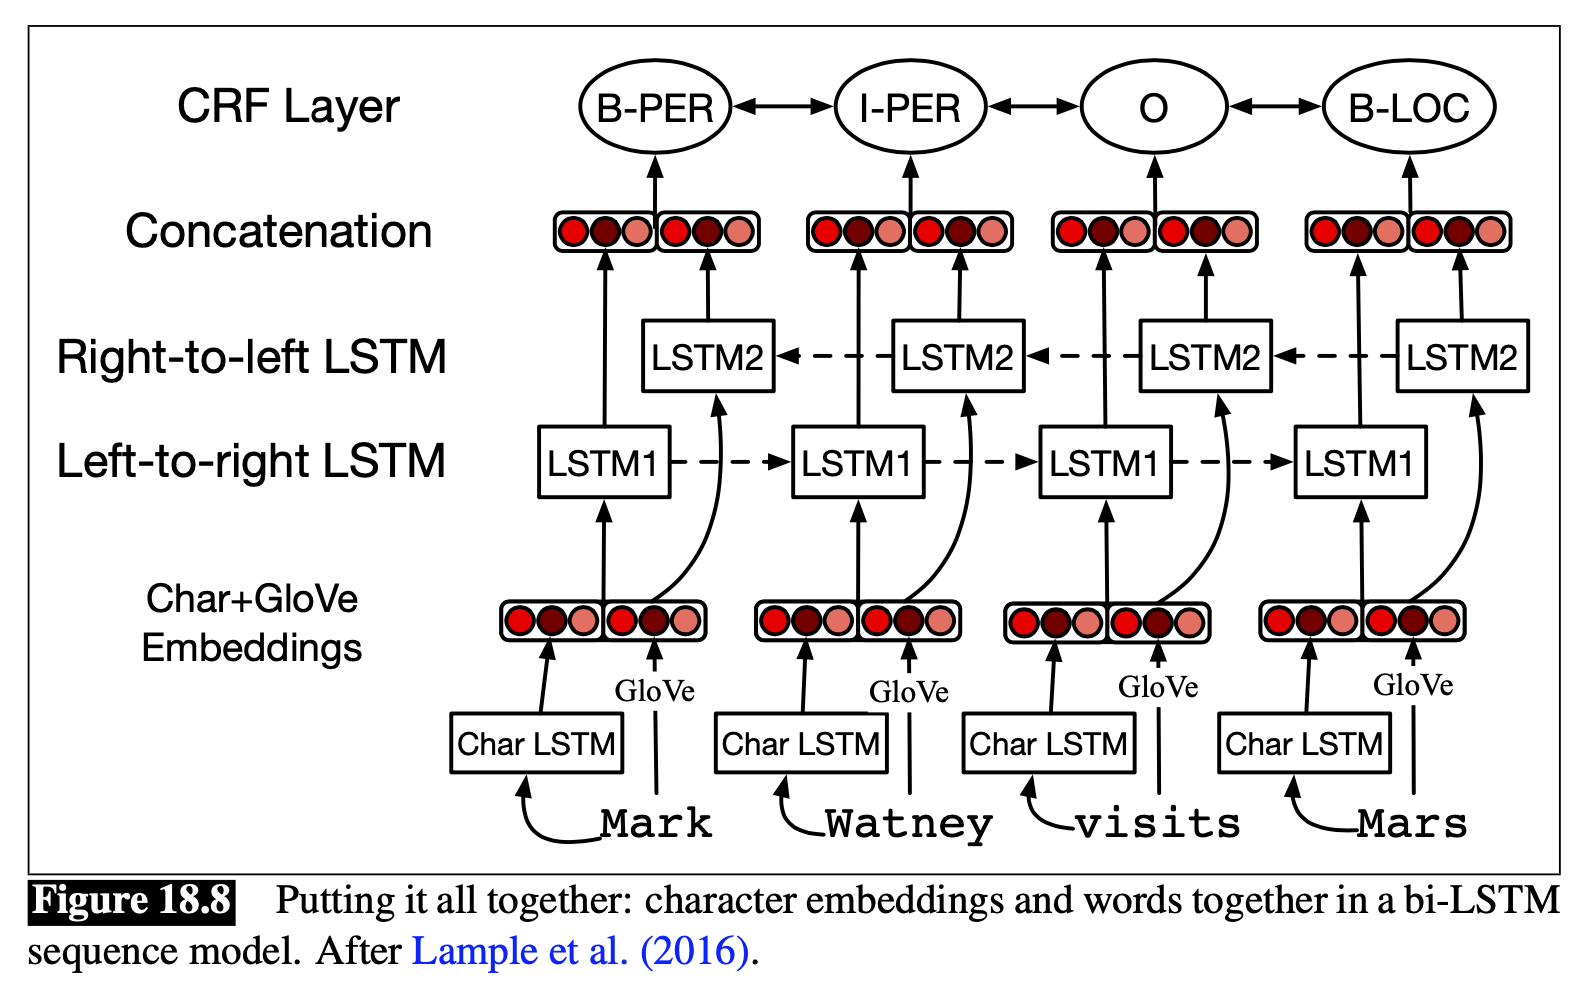 CRF Layer B-PER I-PER O B-LOC
Concatenation
Right-to-left LSTM LSTM2 LSTM2 LSTM2 LSTM2
Left-to-right LSTM LSTM1 LSTM1 LSTM1 LSTM1
Char+GloVe
Embeddings
GloVe GloVe GloVe GloVe
Char LSTM Char LSTM Char LSTM Char LSTM
Mark Watney visits Mars
Figure 18.8 Putting it all together: character embeddings and words together in a bi-LSTM
sequence model. After Lample et al. (2016).